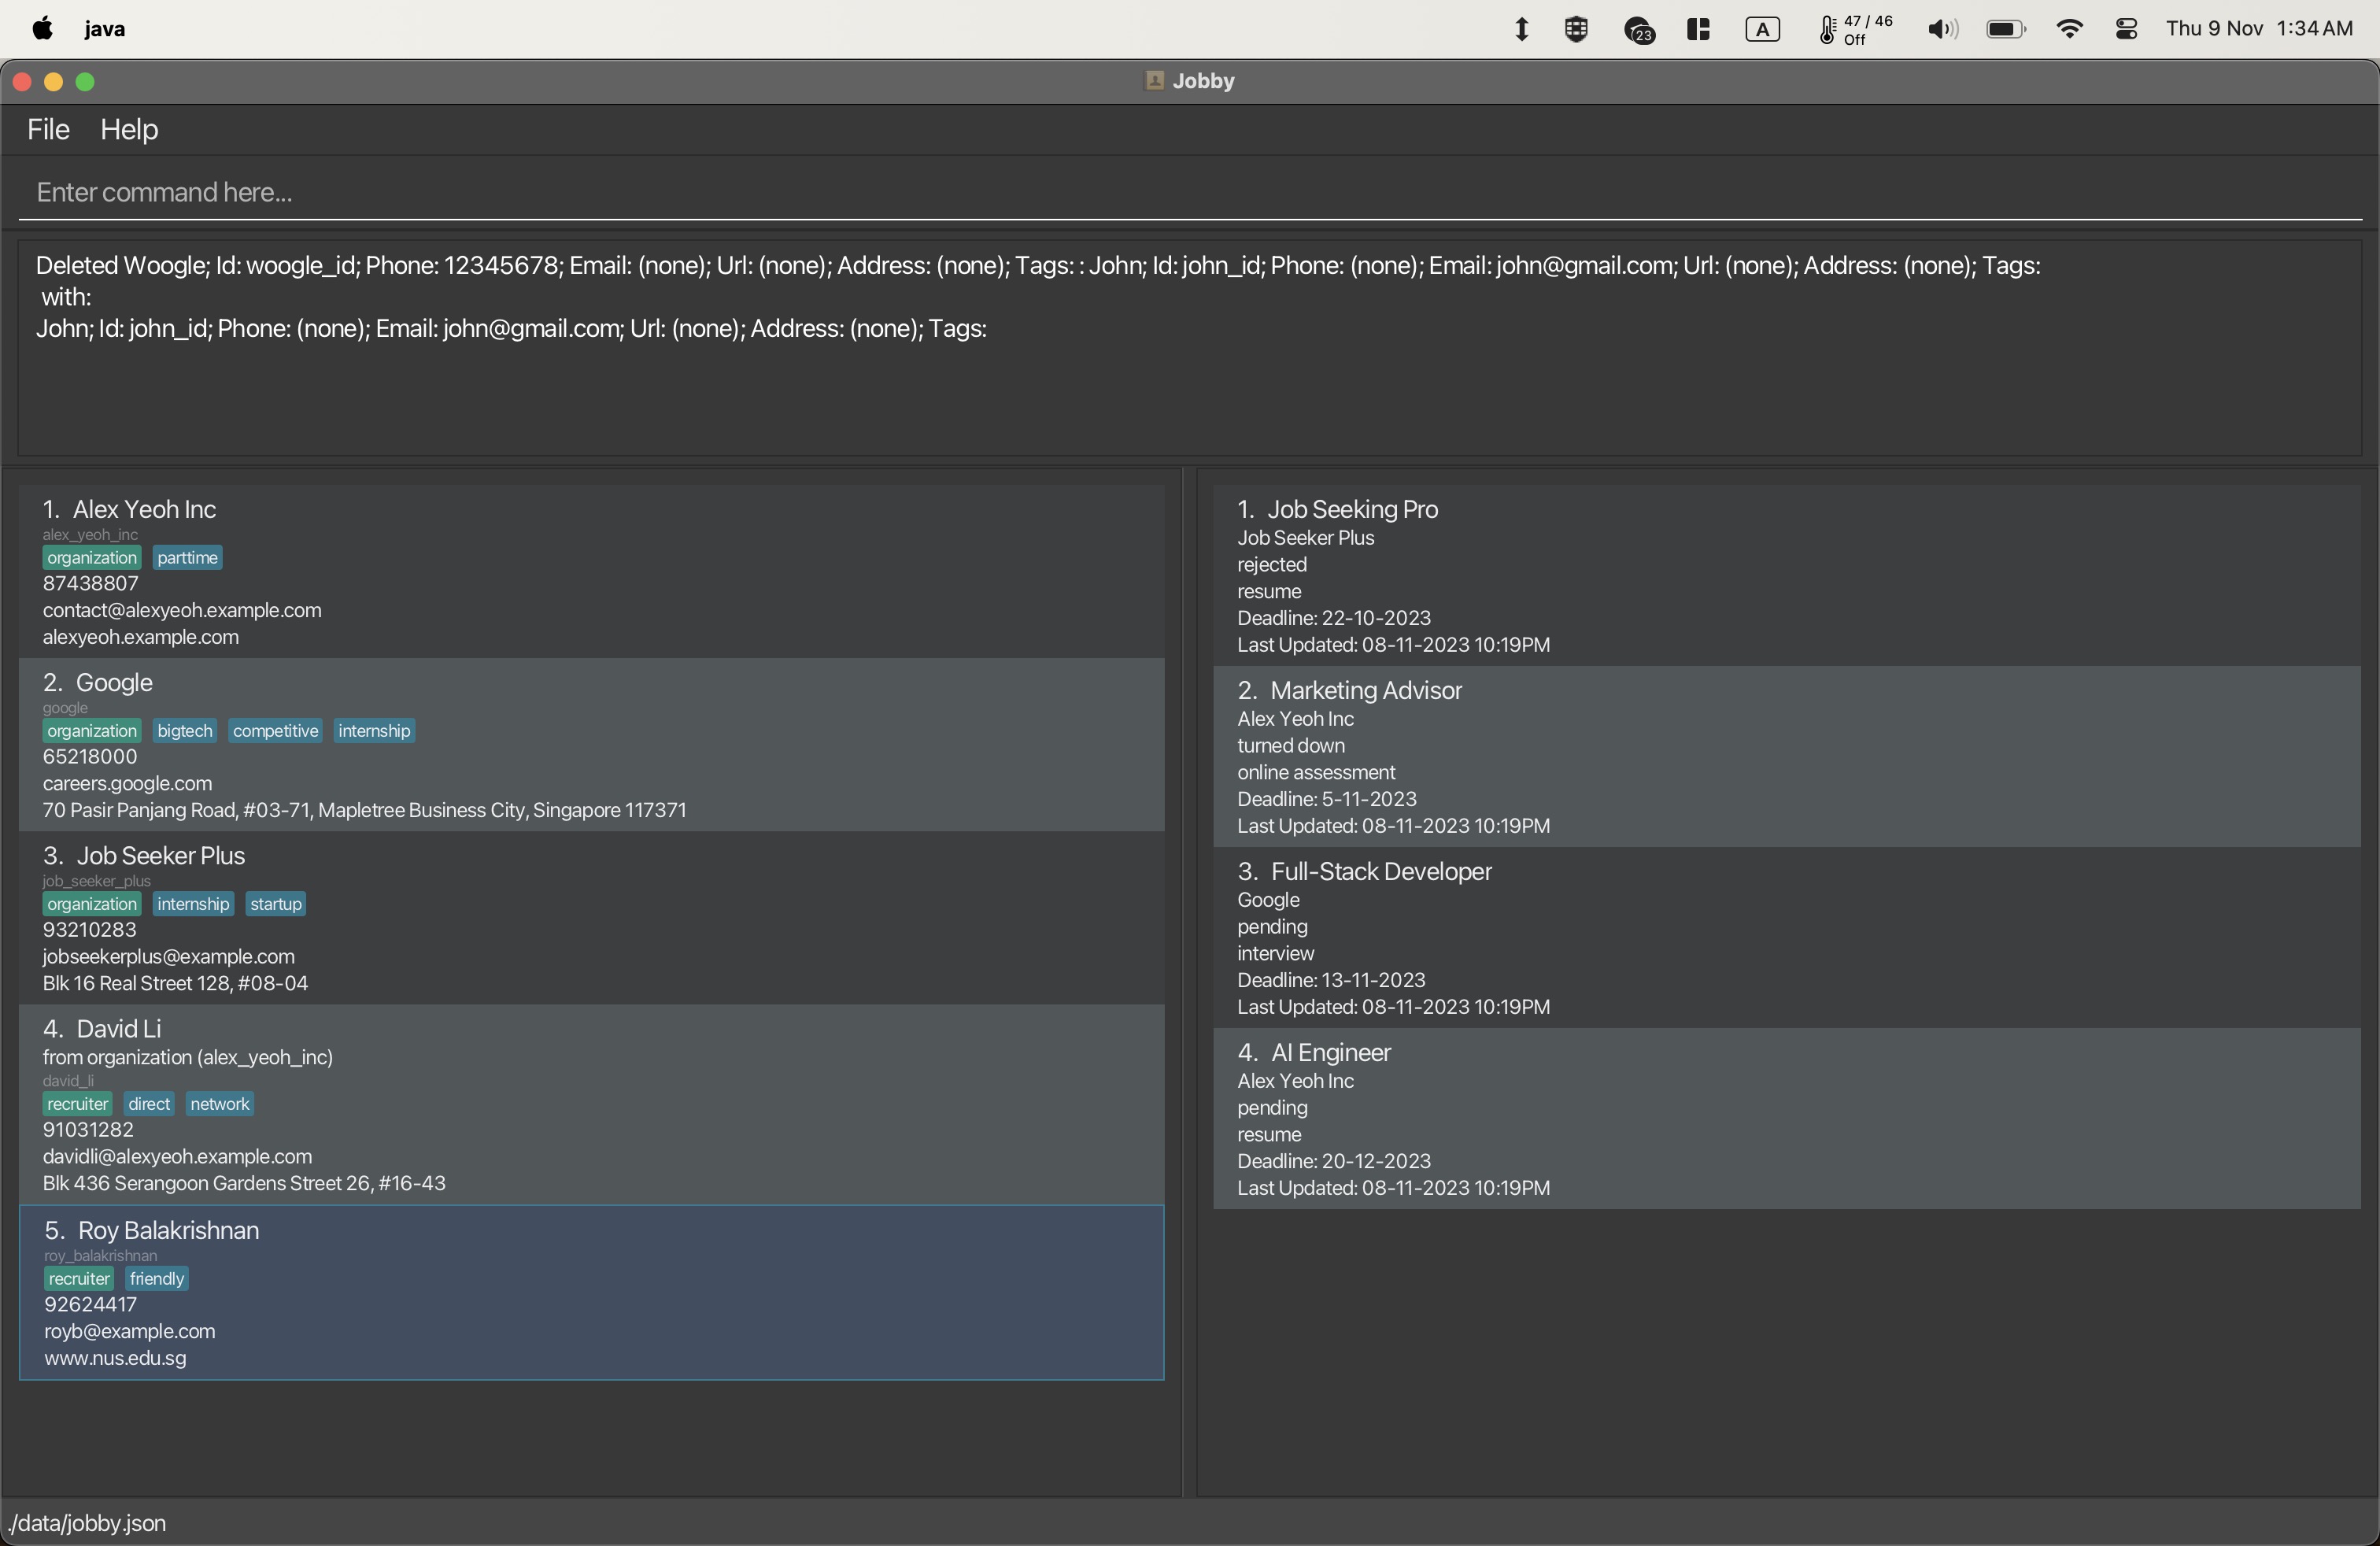 java
23
A
47 / 46
Off
Thu 9 Nov 1:34 AM
Jobby
File Help
Enter command here...
Deleted Woogle; Id: woogle_id; Phone: 12345678; Email: (none); Url: (none); Address: (none); Tags: : John; Id: john_id; Phone: (none); Email: john@gmail.com; Url: (none); Address: (none); Tags:
with:
John; Id: john_id; Phone: (none); Email: john@gmail.com; Url: (none); Address: (none); Tags:
1. Alex Yeoh Inc
alex_yeoh_inc
organization parttime
87438807
contact@alexyeoh.example.com
alexyeoh.example.com
2. Google
google
organization bigtech competitive internship
65218000
careers.google.com
70 Pasir Panjang Road, #03-71, Mapletree Business City, Singapore 117371
3. Job Seeker Plus
job_seeker_plus
organization internship startup
93210283
jobseekerplus@example.com
Blk 16 Real Street 128, #08-04
4. David Li
from organization (alex_yeoh_inc)
david_li
recruiter direct network
91031282
davidli@alexyeoh.example.com
Blk 436 Serangoon Gardens Street 26, #16-43
5. Roy Balakrishnan
roy_balakrishnan
recruiter friendly
92624417
royb@example.com
www.nus.edu.sg
1. Job Seeking Pro
Job Seeker Plus
rejected
resume
Deadline: 22-10-2023
Last Updated: 08-11-2023 10:19PM
2. Marketing Advisor
Alex Yeoh Inc
turned down
online assessment
Deadline: 5-11-2023
Last Updated: 08-11-2023 10:19PM
3. Full-Stack Developer
Google
pending
interview
Deadline: 13-11-2023
Last Updated: 08-11-2023 10:19PM
4. AI Engineer
Alex Yeoh Inc
pending
resume
Deadline: 20-12-2023
Last Updated: 08-11-2023 10:19PM
./data/jobby.json